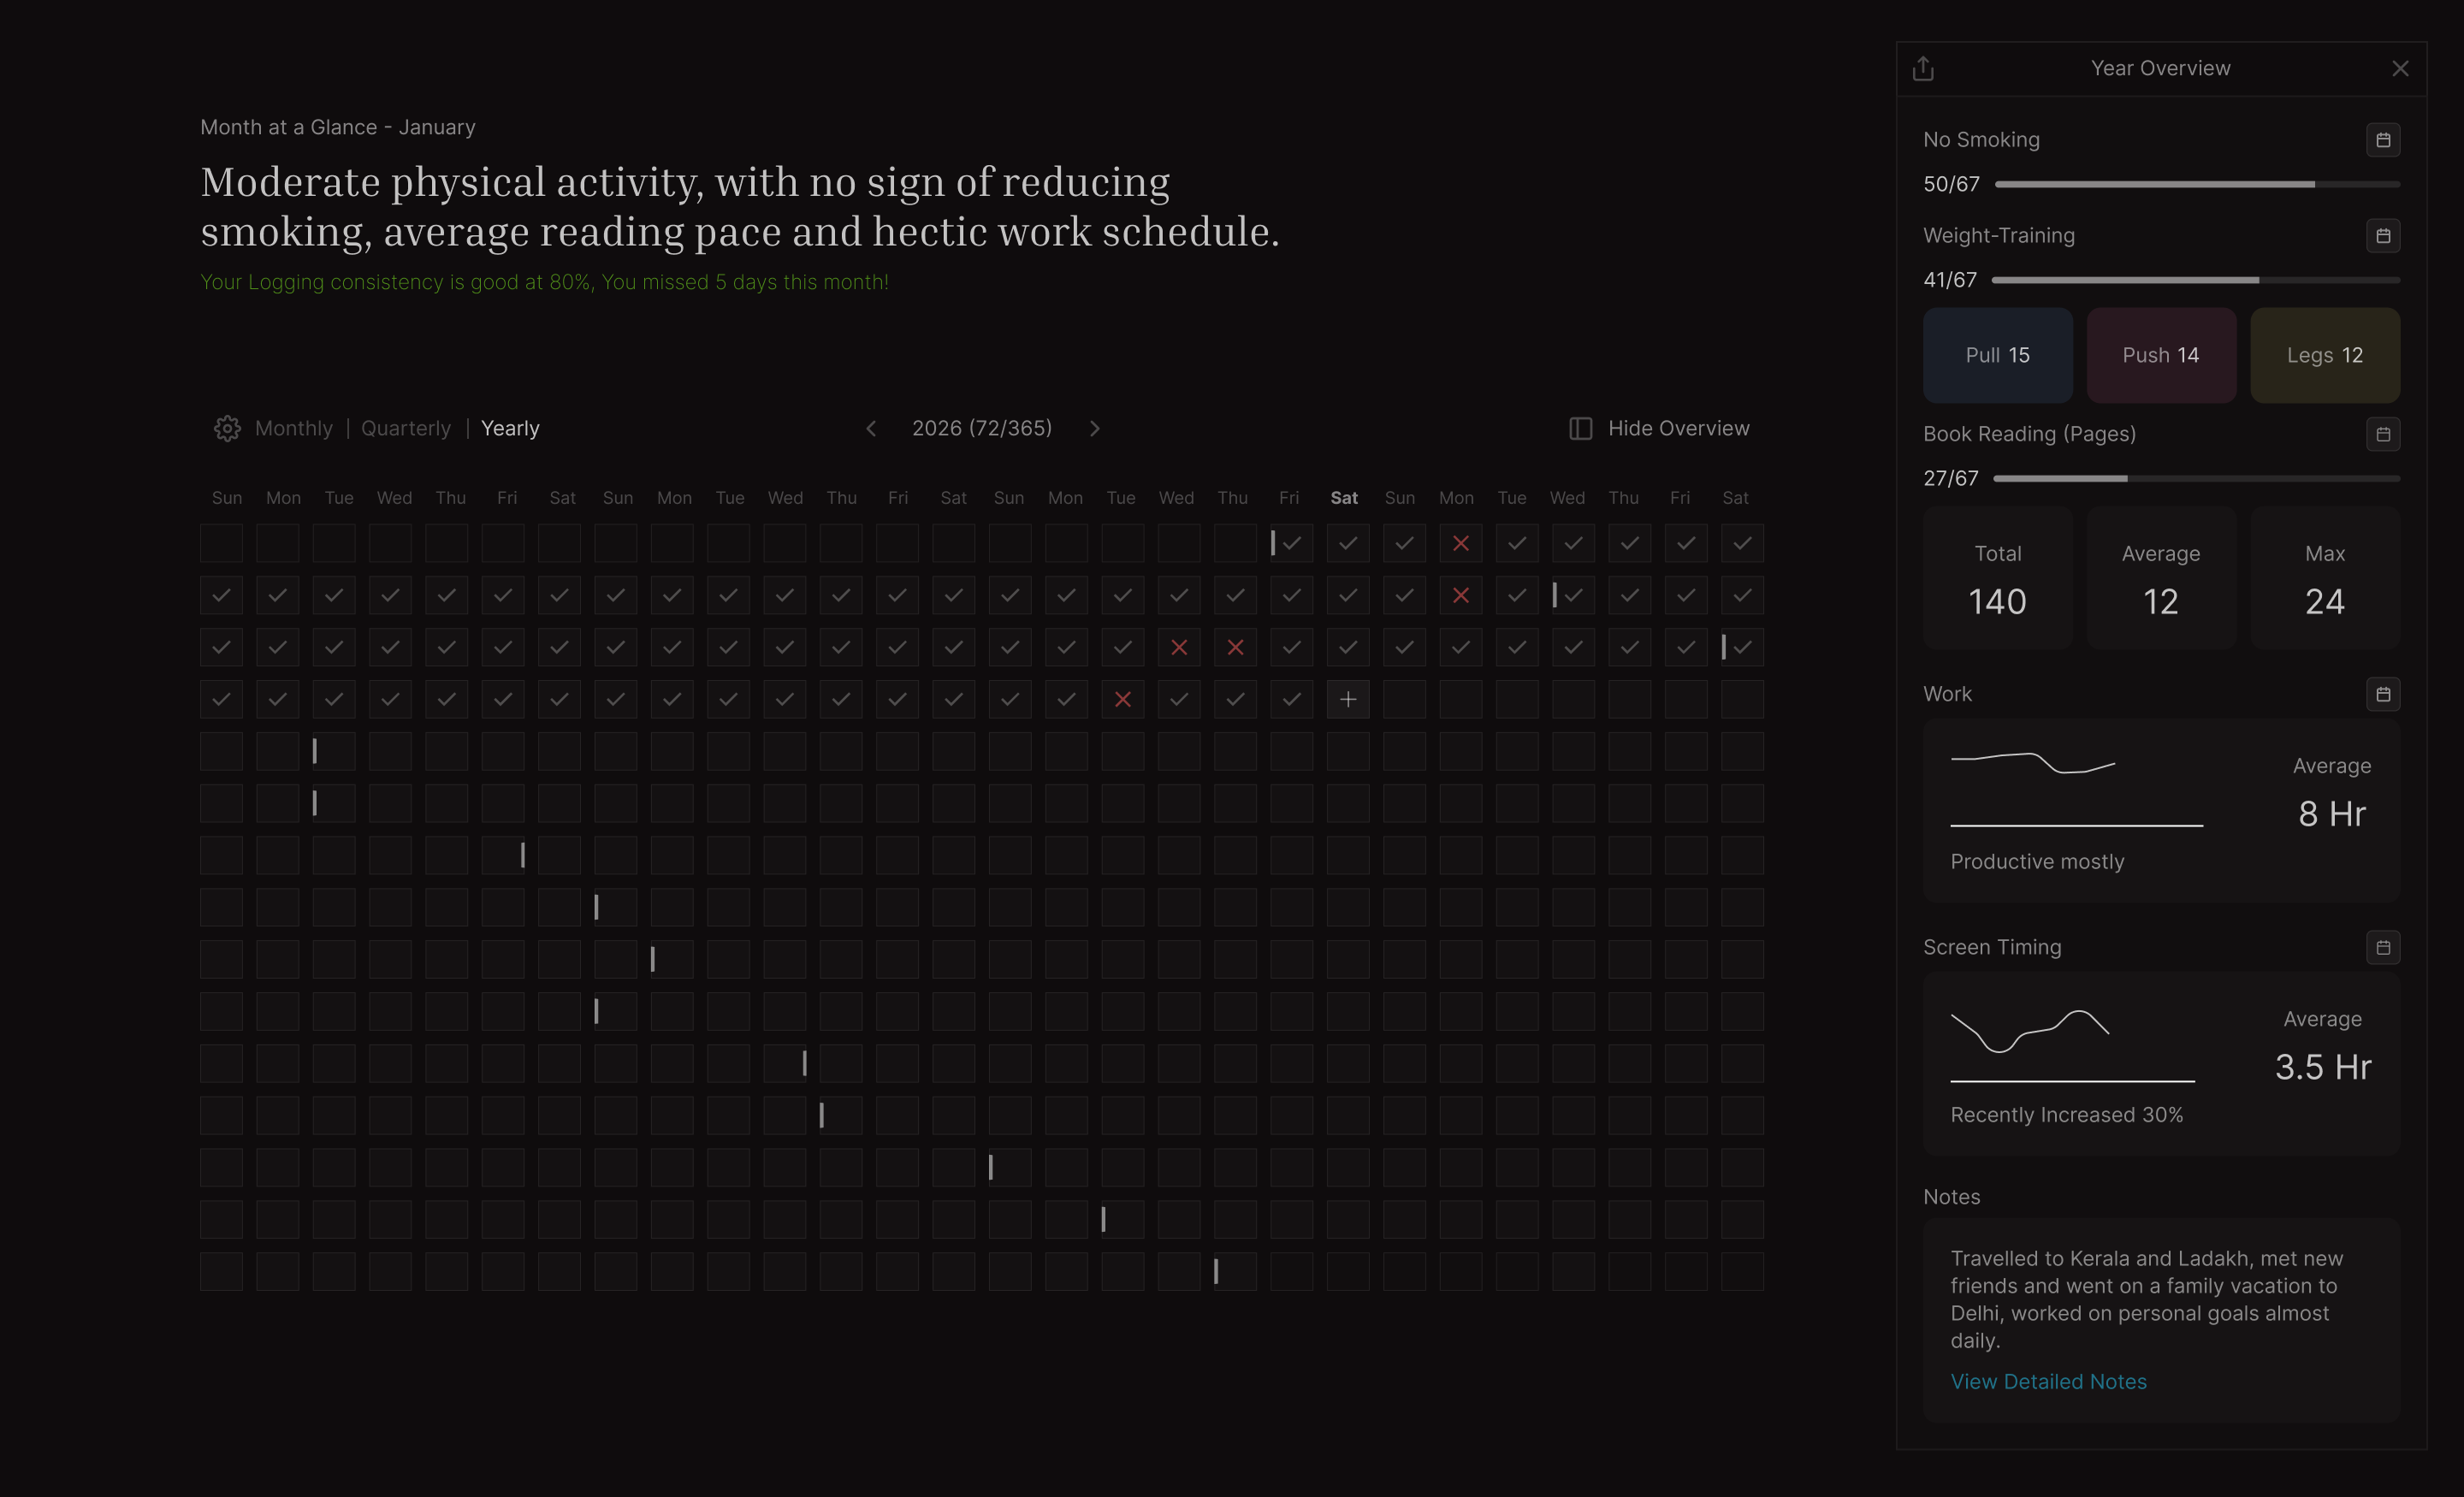 Month at a Glance - January
Moderate physical activity, with no sign of reducing
smoking, average reading pace and hectic work schedule.
Your Logging consistency is good at 80%, You missed 5 days this month!
Monthly | Quarterly | Yearly
2026 (72/365)
Hide Overview
Sun Mon Tue Wed Thu Fri Sat Sun Mon Tue Wed Thu Fri Sat Sun Mon Tue Wed Thu Fri Sat Sun Mon Tue Wed Thu Fri Sat
Year Overview
No Smoking
50/67
Weight-Training
41/67
Pull 15
Push 14
Legs 12
Book Reading (Pages)
27/67
Total
140
Average
12
Max
24
Work
Average
8 Hr
Productive mostly
Screen Timing
Average
3.5 Hr
Recently Increased 30%
Notes
Travelled to Kerala and Ladakh, met new
friends and went on a family vacation to
Delhi, worked on personal goals almost
daily.
View Detailed Notes